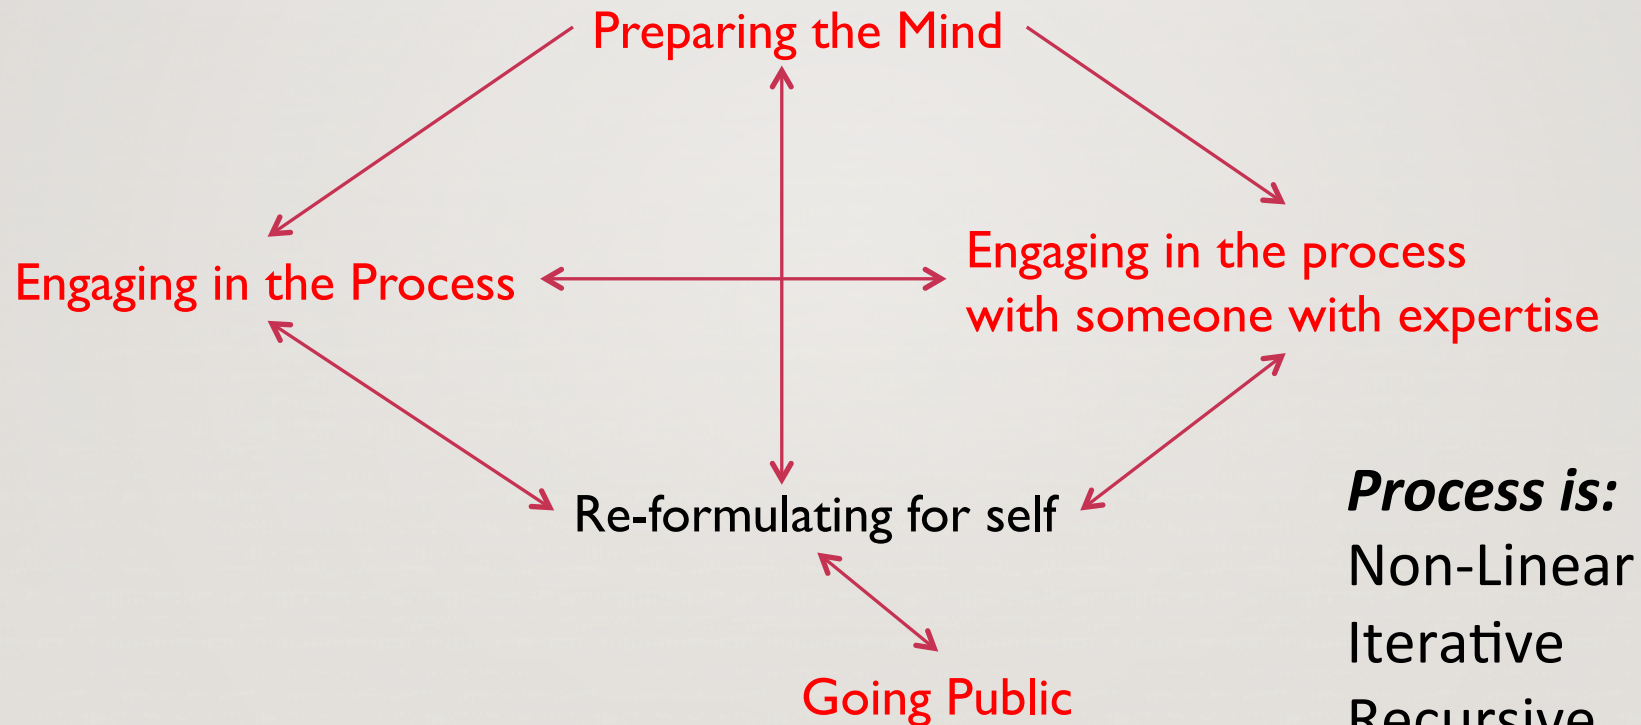 Preparing the Mind
Engaging in the Process
Engaging in the process
with someone with expertise
Re-formulating for self
Going Public
Process is:
Non-Linear
Iterative
Recursive